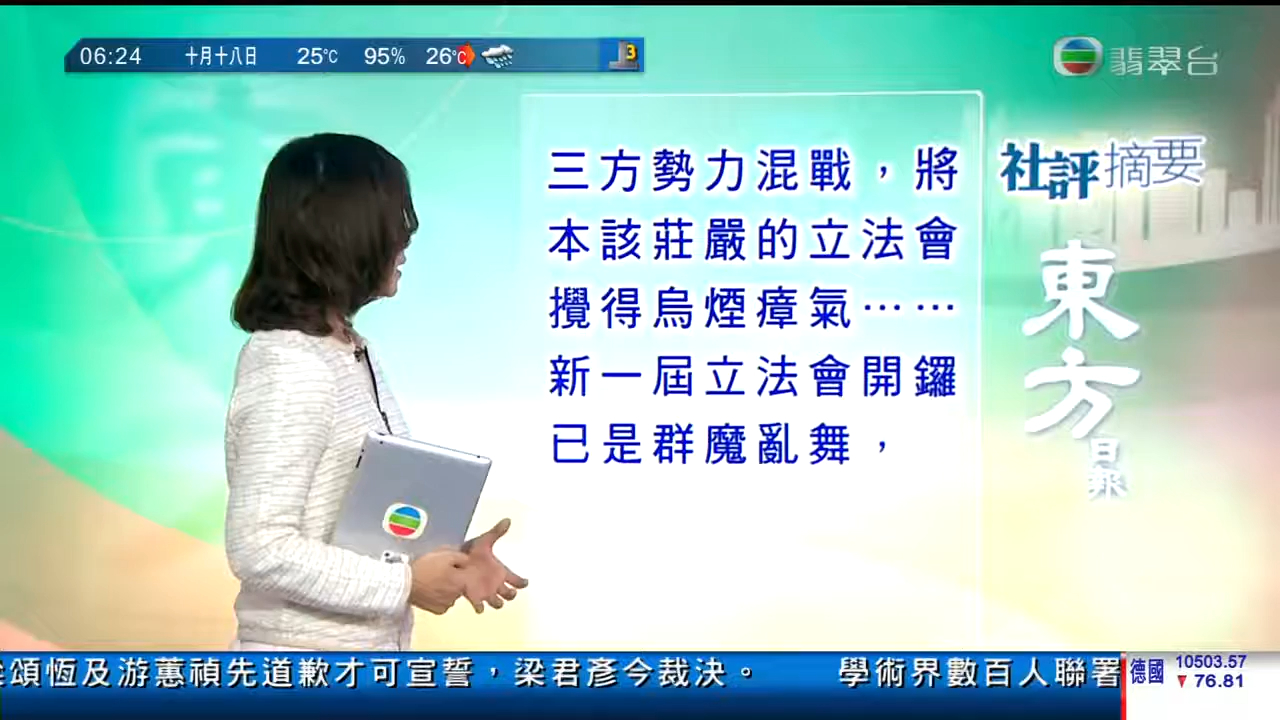 06:24 十月十八日 25℃ 95% 26℃ 3
翡翠台
三方勢力混戰，將
本該莊嚴的立法會
攪得烏煙瘴氣……
新一屆立法會開鑼
已是群魔亂舞，
社評摘要
東方日報
頌恆及游蕙禎先道歉才可宣誓，梁君彥今裁決。 學術界數百人聯署
德國 10503.57
▼ 76.81